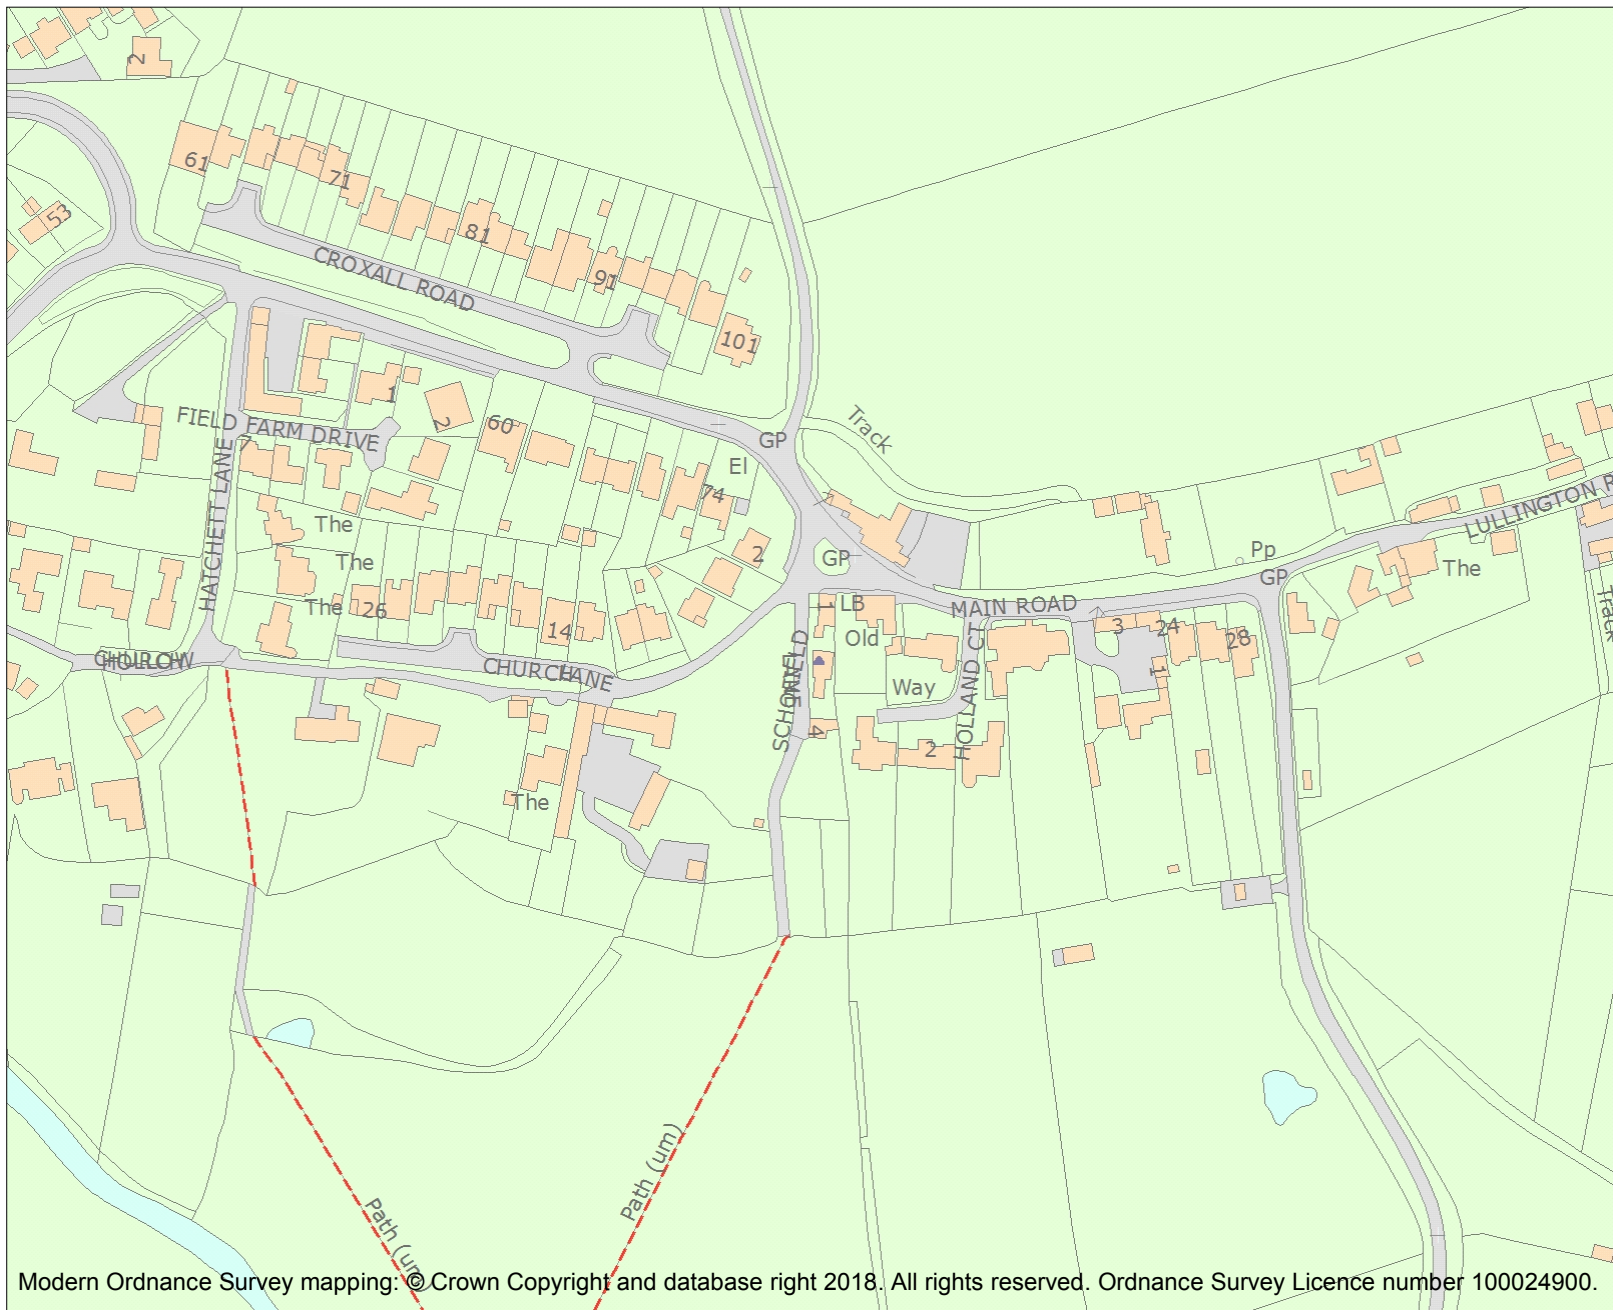 2
61
71
53
81
CROXALL ROAD
91
101
1
2
60
FIELD FARM DRIVE
7
Track
GP
El
74
HATCHETT LANE
The
The
The
26
14
2
GP
Pp
GP
The
LULLINGTON R
Track
1
LB
Old
MAIN ROAD
3
24
28
1
CHURCH LANE
HOLLOW
SCHOOL
Way
HOLLAND CT
4
2
The
Path (um)
Path (um)
Modern Ordnance Survey mapping: © Crown Copyright and database right 2018. All rights reserved. Ordnance Survey Licence number 100024900.